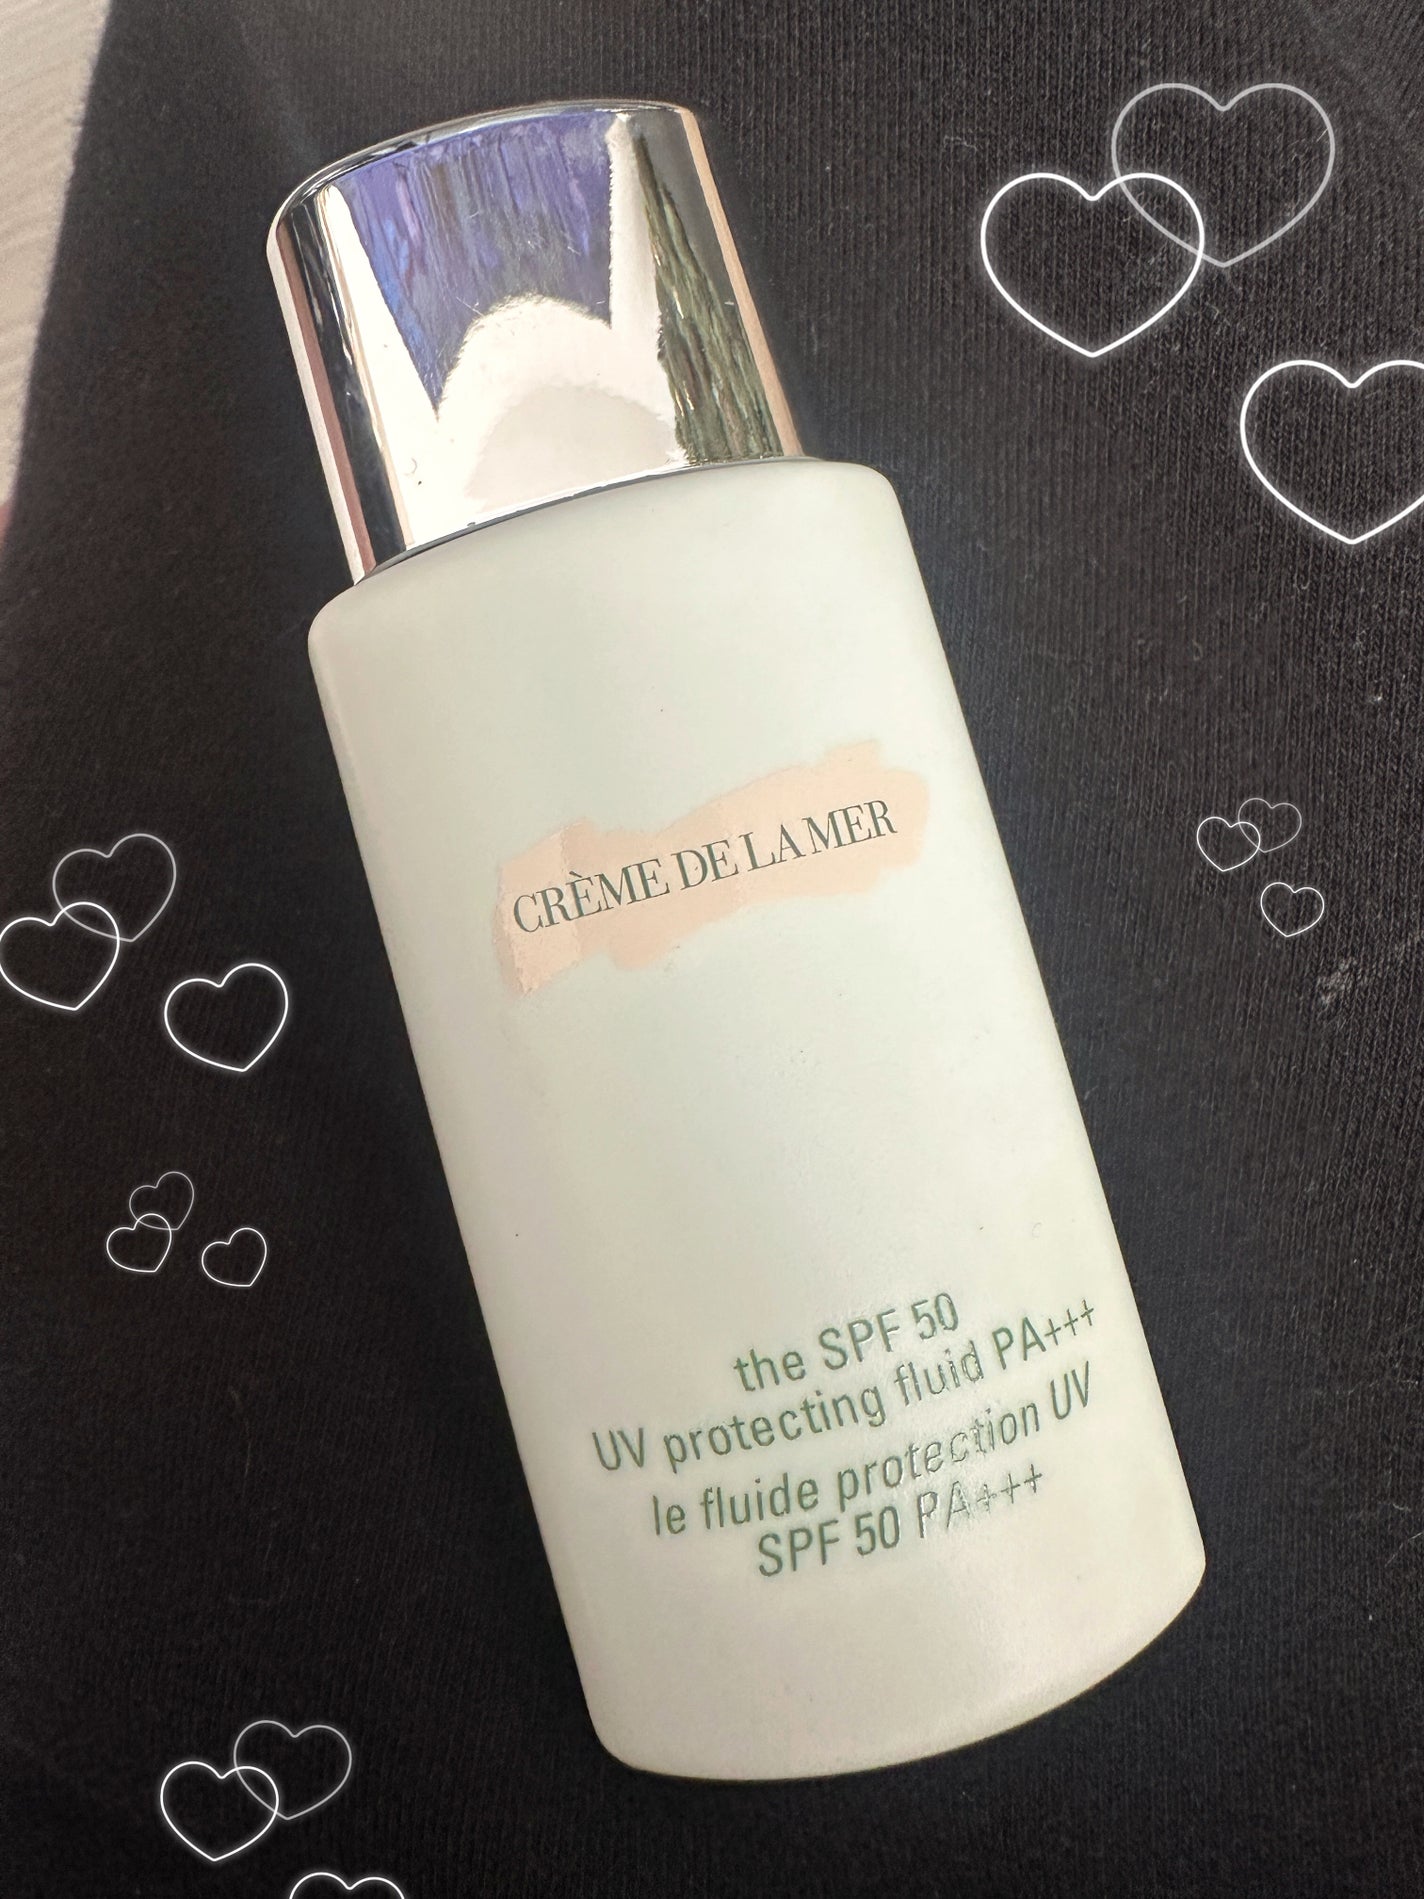 CRÈME DE LA MER
the SPF 50
UV protecting fluid PA+++
le fluide protection UV
SPF 50 PA+++